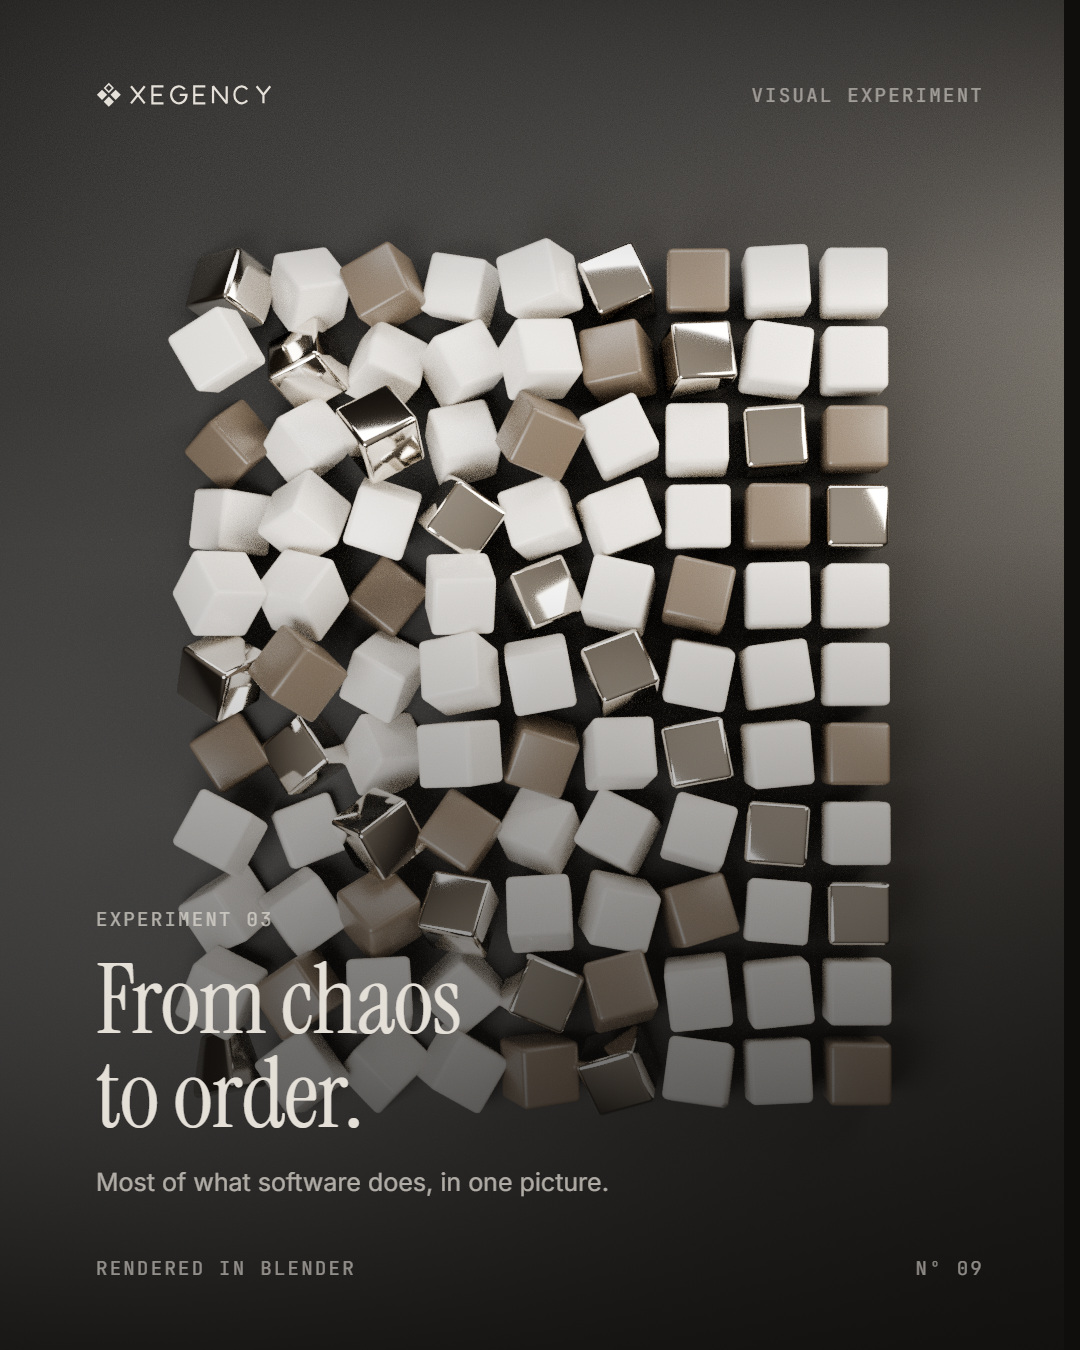 XEGENCY
VISUAL EXPERIMENT
EXPERIMENT 03
From chaos
to order.
Most of what software does, in one picture.
RENDERED IN BLENDER
Nº 09